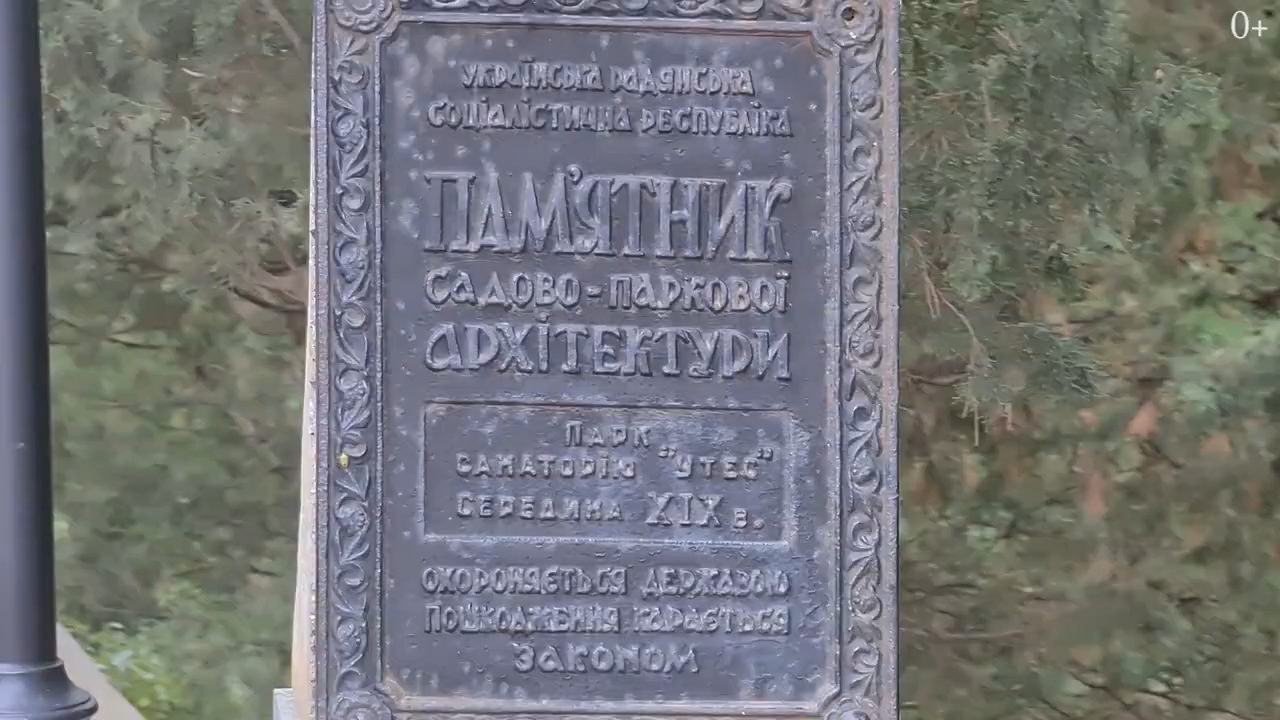 0+
УКРАЇНСЬКА РАДЯНСЬКА
СОЦІАЛІСТИЧНА РЕСПУБЛІКА
ПАМ'ЯТНИК
САДОВО-ПАРКОВОЇ
АРХІТЕКТУРИ
ПАРК
САНАТОРІЮ "УТЕС"
СЕРЕДИНА XIX в.
ОХОРОНЯЄТЬСЯ ДЕРЖАВОЮ
ПОШКОДЖЕННЯ КАРАЄТЬСЯ
ЗАКОНОМ